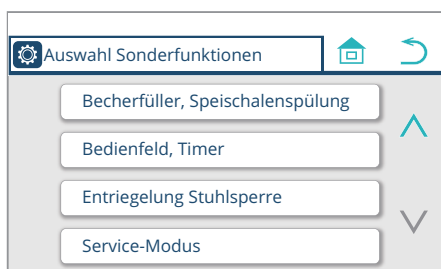 Auswahl Sonderfunktionen
Becherfüller, Speischalenspülung
Bedienfeld, Timer
Entriegelung Stuhlsperre
Service-Modus